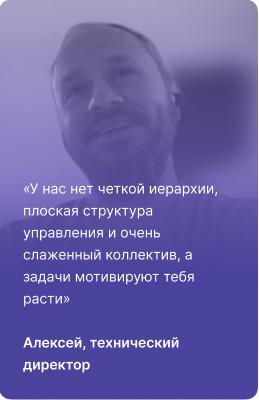 «У нас нет четкой иерархии,
плоская структура
управления и очень
слаженный коллектив, а
задачи мотивируют тебя
расти»
Алексей, технический
директор